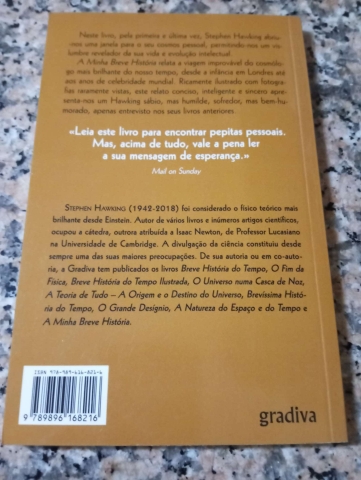 Neste livro, pela primeira e última vez, Stephen Hawking abriu-
nos uma janela para o seu cosmos pessoal, permitindo-nos um vis-
lumbre revelador da sua vida e evolução intelectual.
A Minha Breve História relata a viagem improvável do cosmólo-
go mais brilhante do nosso tempo, desde a infância em Londres até
aos anos de celebridade mundial. Ricamente ilustrado com fotogra-
fias raramente vistas, este relato conciso, inteligente e sincero apre-
senta-nos um Hawking sábio, mas humilde, sofredor, mas bem-hu-
morado, apenas entrevisto nos seus livros anteriores.
«Leia este livro para encontrar pepitas pessoais.
Mas, acima de tudo, vale a pena ler
a sua mensagem de esperança.»
Mail on Sunday
STEPHEN HAWKING (1942-2018) foi considerado o físico teórico mais
brilhante desde Einstein. Autor de vários livros e inúmeros artigos científicos,
ocupou a cátedra, outrora atribuída a Isaac Newton, de Professor Lucasiano
na Universidade de Cambridge. A divulgação da ciência constituiu desde
sempre uma das suas maiores preocupações. De sua autoria ou em co-auto-
ria, a Gradiva tem publicados os livros Breve História do Tempo, O Fim da
Física, Breve História do Tempo Ilustrada, O Universo numa Casca de Noz,
A Teoria de Tudo – A Origem e o Destino do Universo, Brevíssima Histó-
ria do Tempo, O Grande Desígnio, A Natureza do Espaço e do Tempo e
A Minha Breve História.
ISBN 978-989-616-821-6
9 789896 168216
gradiva